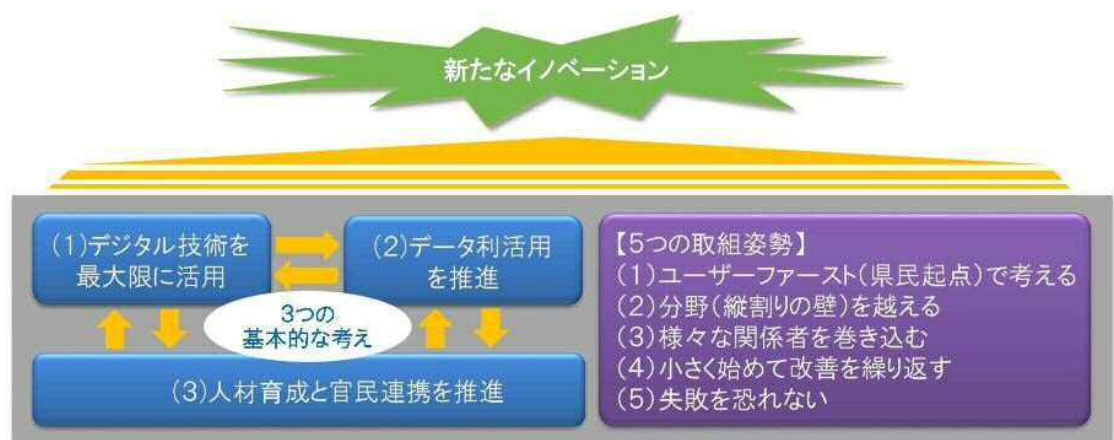 新たなイノベーション
(1)デジタル技術を
最大限に活用
(2)データ利活用
を推進
3つの
基本的な考え
(3)人材育成と官民連携を推進
【5つの取組姿勢】
(1)ユーザーファースト(県民起点)で考える
(2)分野(縦割りの壁)を越える
(3)様々な関係者を巻き込む
(4)小さく始めて改善を繰り返す
(5)失敗を恐れない